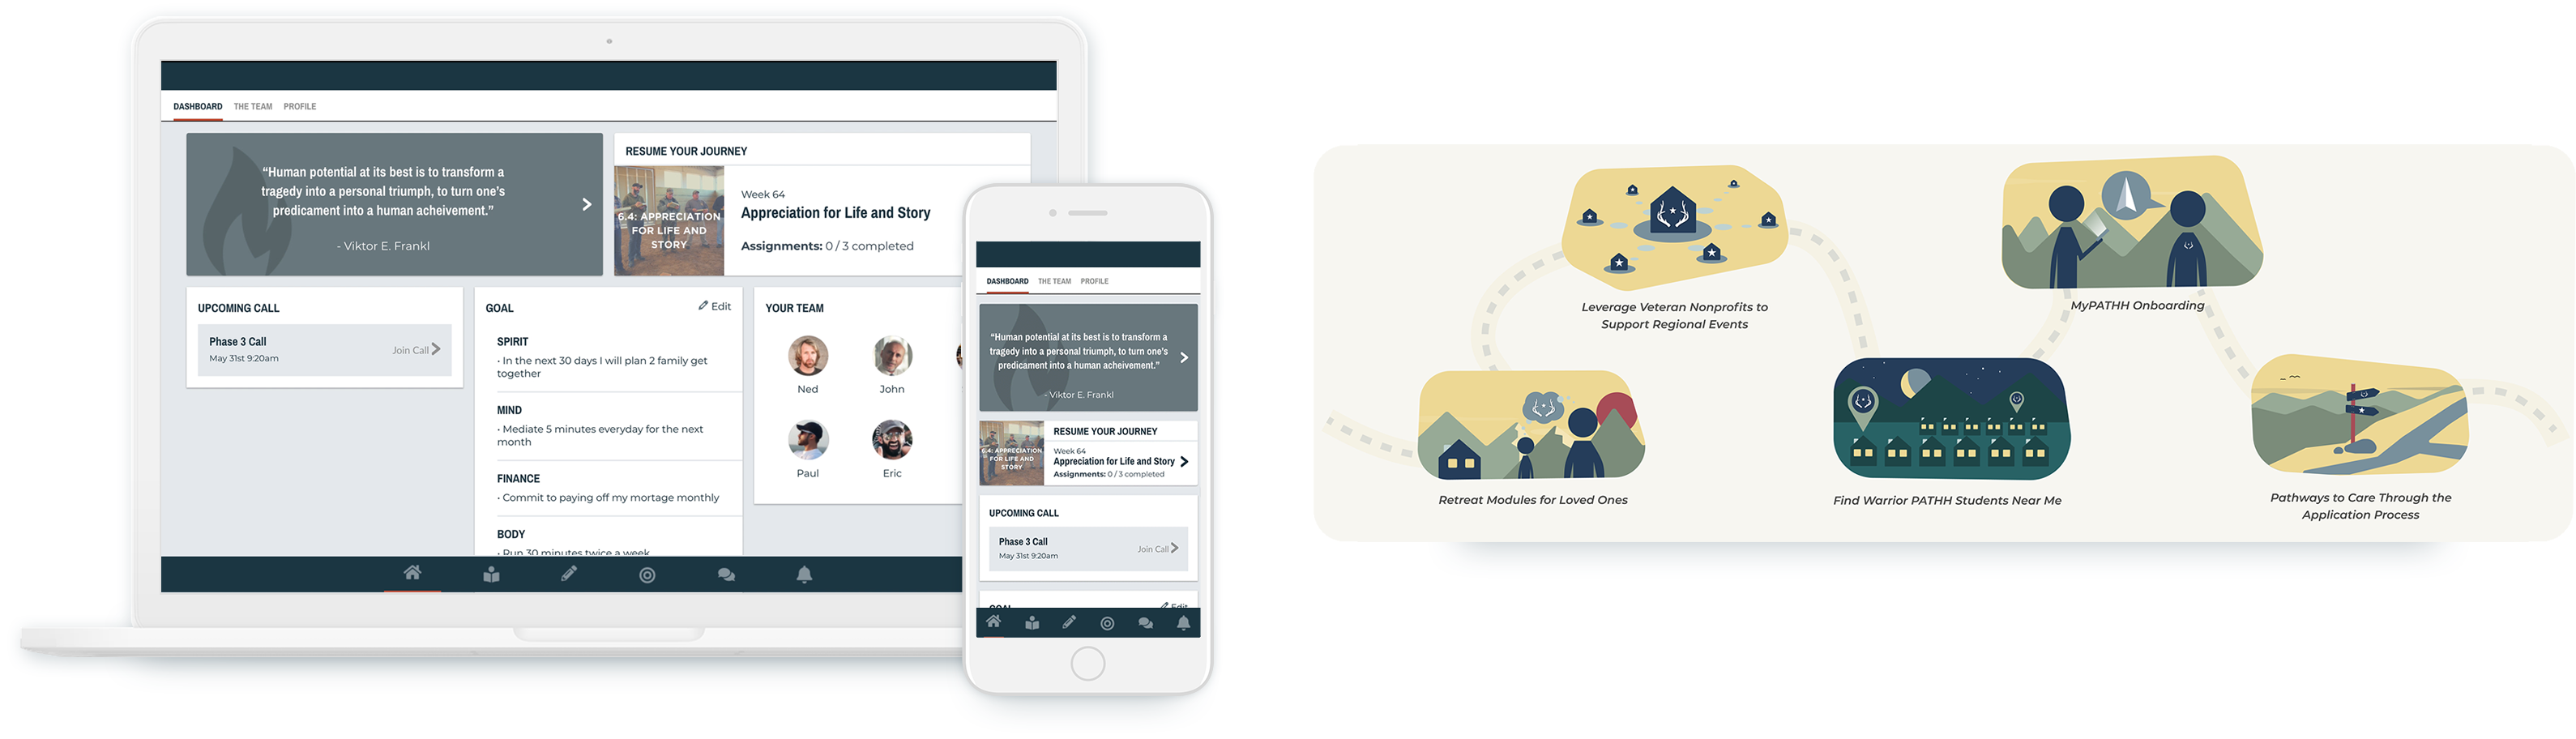 DASHBOARD THE TEAM PROFILE
“Human potential at its best is to transform a
tragedy into a personal triumph, to turn one’s
predicament into a human acheivement.”
- Viktor E. Frankl
RESUME YOUR JOURNEY
6.4: APPRECIATION
FOR LIFE AND
STORY
Week 64
Appreciation for Life and Story
Assignments: 0 / 3 completed
UPCOMING CALL
Phase 3 Call
May 31st 9:20am
Join Call
GOAL
Edit
SPIRIT
• In the next 30 days I will plan 2 family get
together
MIND
• Mediate 5 minutes everyday for the next
month
FINANCE
• Commit to paying off my mortage monthly
BODY
• Run 30 minutes twice a week
YOUR TEAM
Ned
John
Paul
Eric
DASHBOARD THE TEAM PROFILE
“Human potential at its best is to transform a
tragedy into a personal triumph, to turn one’s
predicament into a human acheivement.”
- Viktor E. Frankl
6.4: APPRECIATION
FOR LIFE AND
STORY
RESUME YOUR JOURNEY
Week 64
Appreciation for Life and Story
Assignments: 0 / 3 completed
UPCOMING CALL
Phase 3 Call
May 31st 9:20am
Join Call
GOAL
Edit
Leverage Veteran Nonprofits to
Support Regional Events
MyPATHH Onboarding
Retreat Modules for Loved Ones
Find Warrior PATHH Students Near Me
Pathways to Care Through the
Application Process